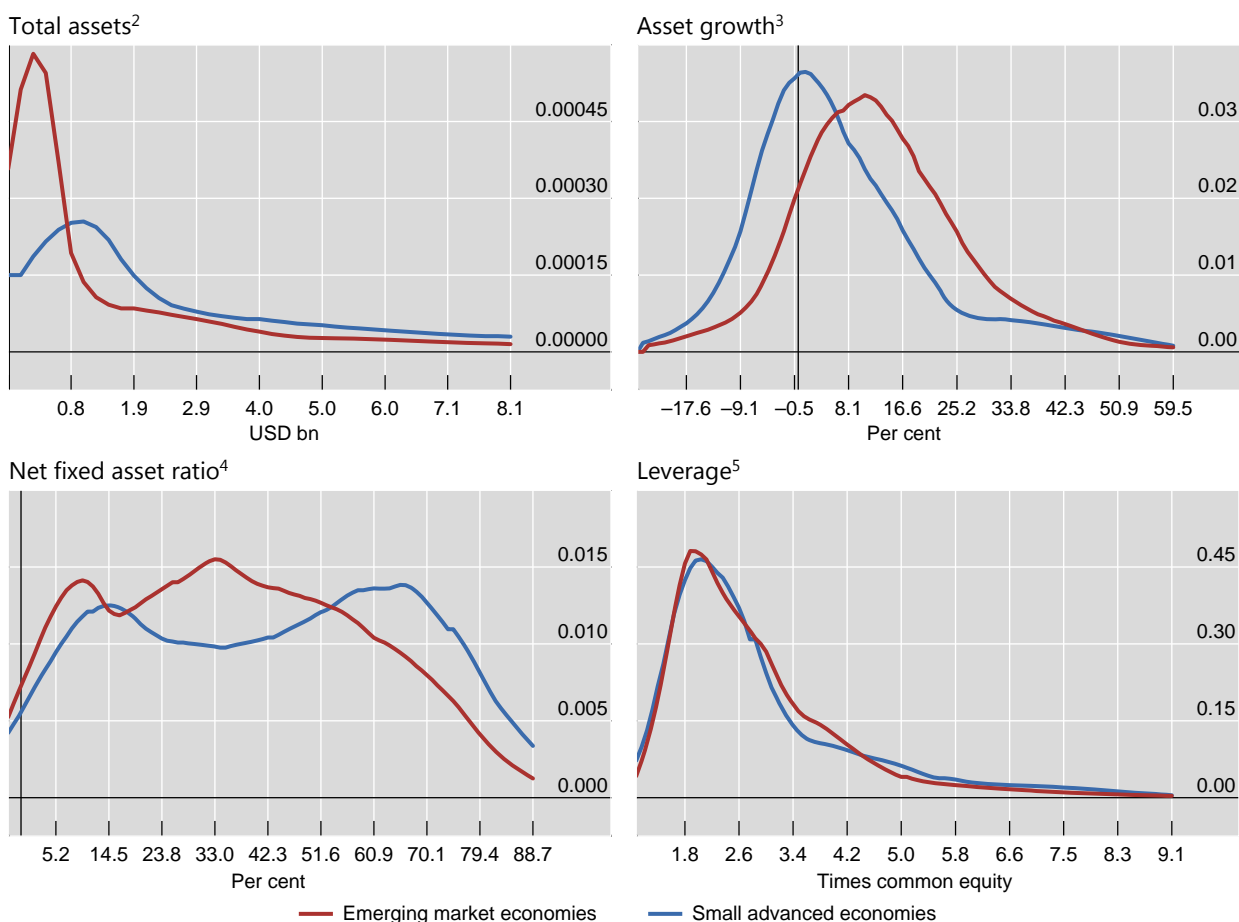 Total assets²
0.00045
0.00030
0.00015
0.00000
0.8 1.9 2.9 4.0 5.0 6.0 7.1 8.1
USD bn
Asset growth³
0.03
0.02
0.01
0.00
–17.6 –9.1 –0.5 8.1 16.6 25.2 33.8 42.3 50.9 59.5
Per cent
Net fixed asset ratio⁴
0.015
0.010
0.005
0.000
5.2 14.5 23.8 33.0 42.3 51.6 60.9 70.1 79.4 88.7
Per cent
Leverage⁵
0.45
0.30
0.15
0.00
1.8 2.6 3.4 4.2 5.0 5.8 6.6 7.5 8.3 9.1
Times common equity
Emerging market economies Small advanced economies